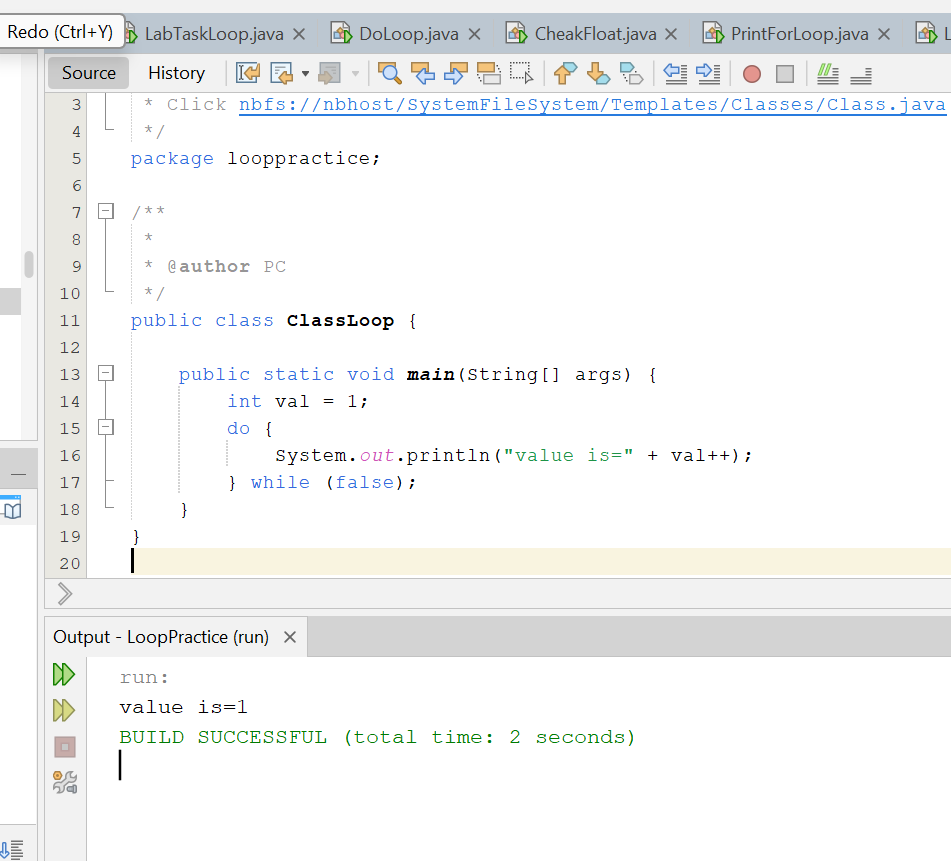 Redo (Ctrl+Y)
LabTaskLoop.java
DoLoop.java
CheakFloat.java
PrintForLoop.java
Source History
3 * Click nbfs://nbhost/SystemFileSystem/Templates/Classes/Class.java
4 */
5 package looppractice;
6
7 /**
8 *
9 * @author PC
10 */
11 public class ClassLoop {
12
13 public static void main(String[] args) {
14 int val = 1;
15 do {
16 System.out.println("value is=" + val++);
17 } while (false);
18 }
19 }
20
Output - LoopPractice (run)
run:
value is=1
BUILD SUCCESSFUL (total time: 2 seconds)